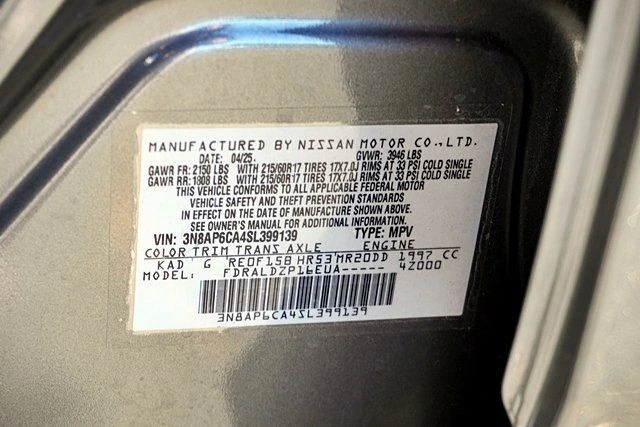 MANUFACTURED BY NISSAN MOTOR CO., LTD.
DATE: 04/25. GVWR: 3946 LBS
GAWR FR: 2150 LBS WITH 215/60R17 TIRES 17X7.0J RIMS AT 33 PSI COLD SINGLE
GAWR RR: 1808 LBS WITH 215/60R17 TIRES 17X7.0J RIMS AT 33 PSI COLD SINGLE
THIS VEHICLE CONFORMS TO ALL APPLICABLE FEDERAL MOTOR
VEHICLE SAFETY AND THEFT PREVENTION STANDARDS
IN EFFECT ON THE DATE OF MANUFACTURE SHOWN ABOVE.
SEE OWNER'S MANUAL FOR ADDITIONAL INFORMATION.
VIN: 3N8AP6CA4SL399139 TYPE: MPV
COLOR TRIM TRANS AXLE ENGINE
KAD G RE0F15B HR53 MR20DD 1997 CC
MODEL: FDRALDZP16EUA----- 4Z000
3N8AP6CA4SL399139